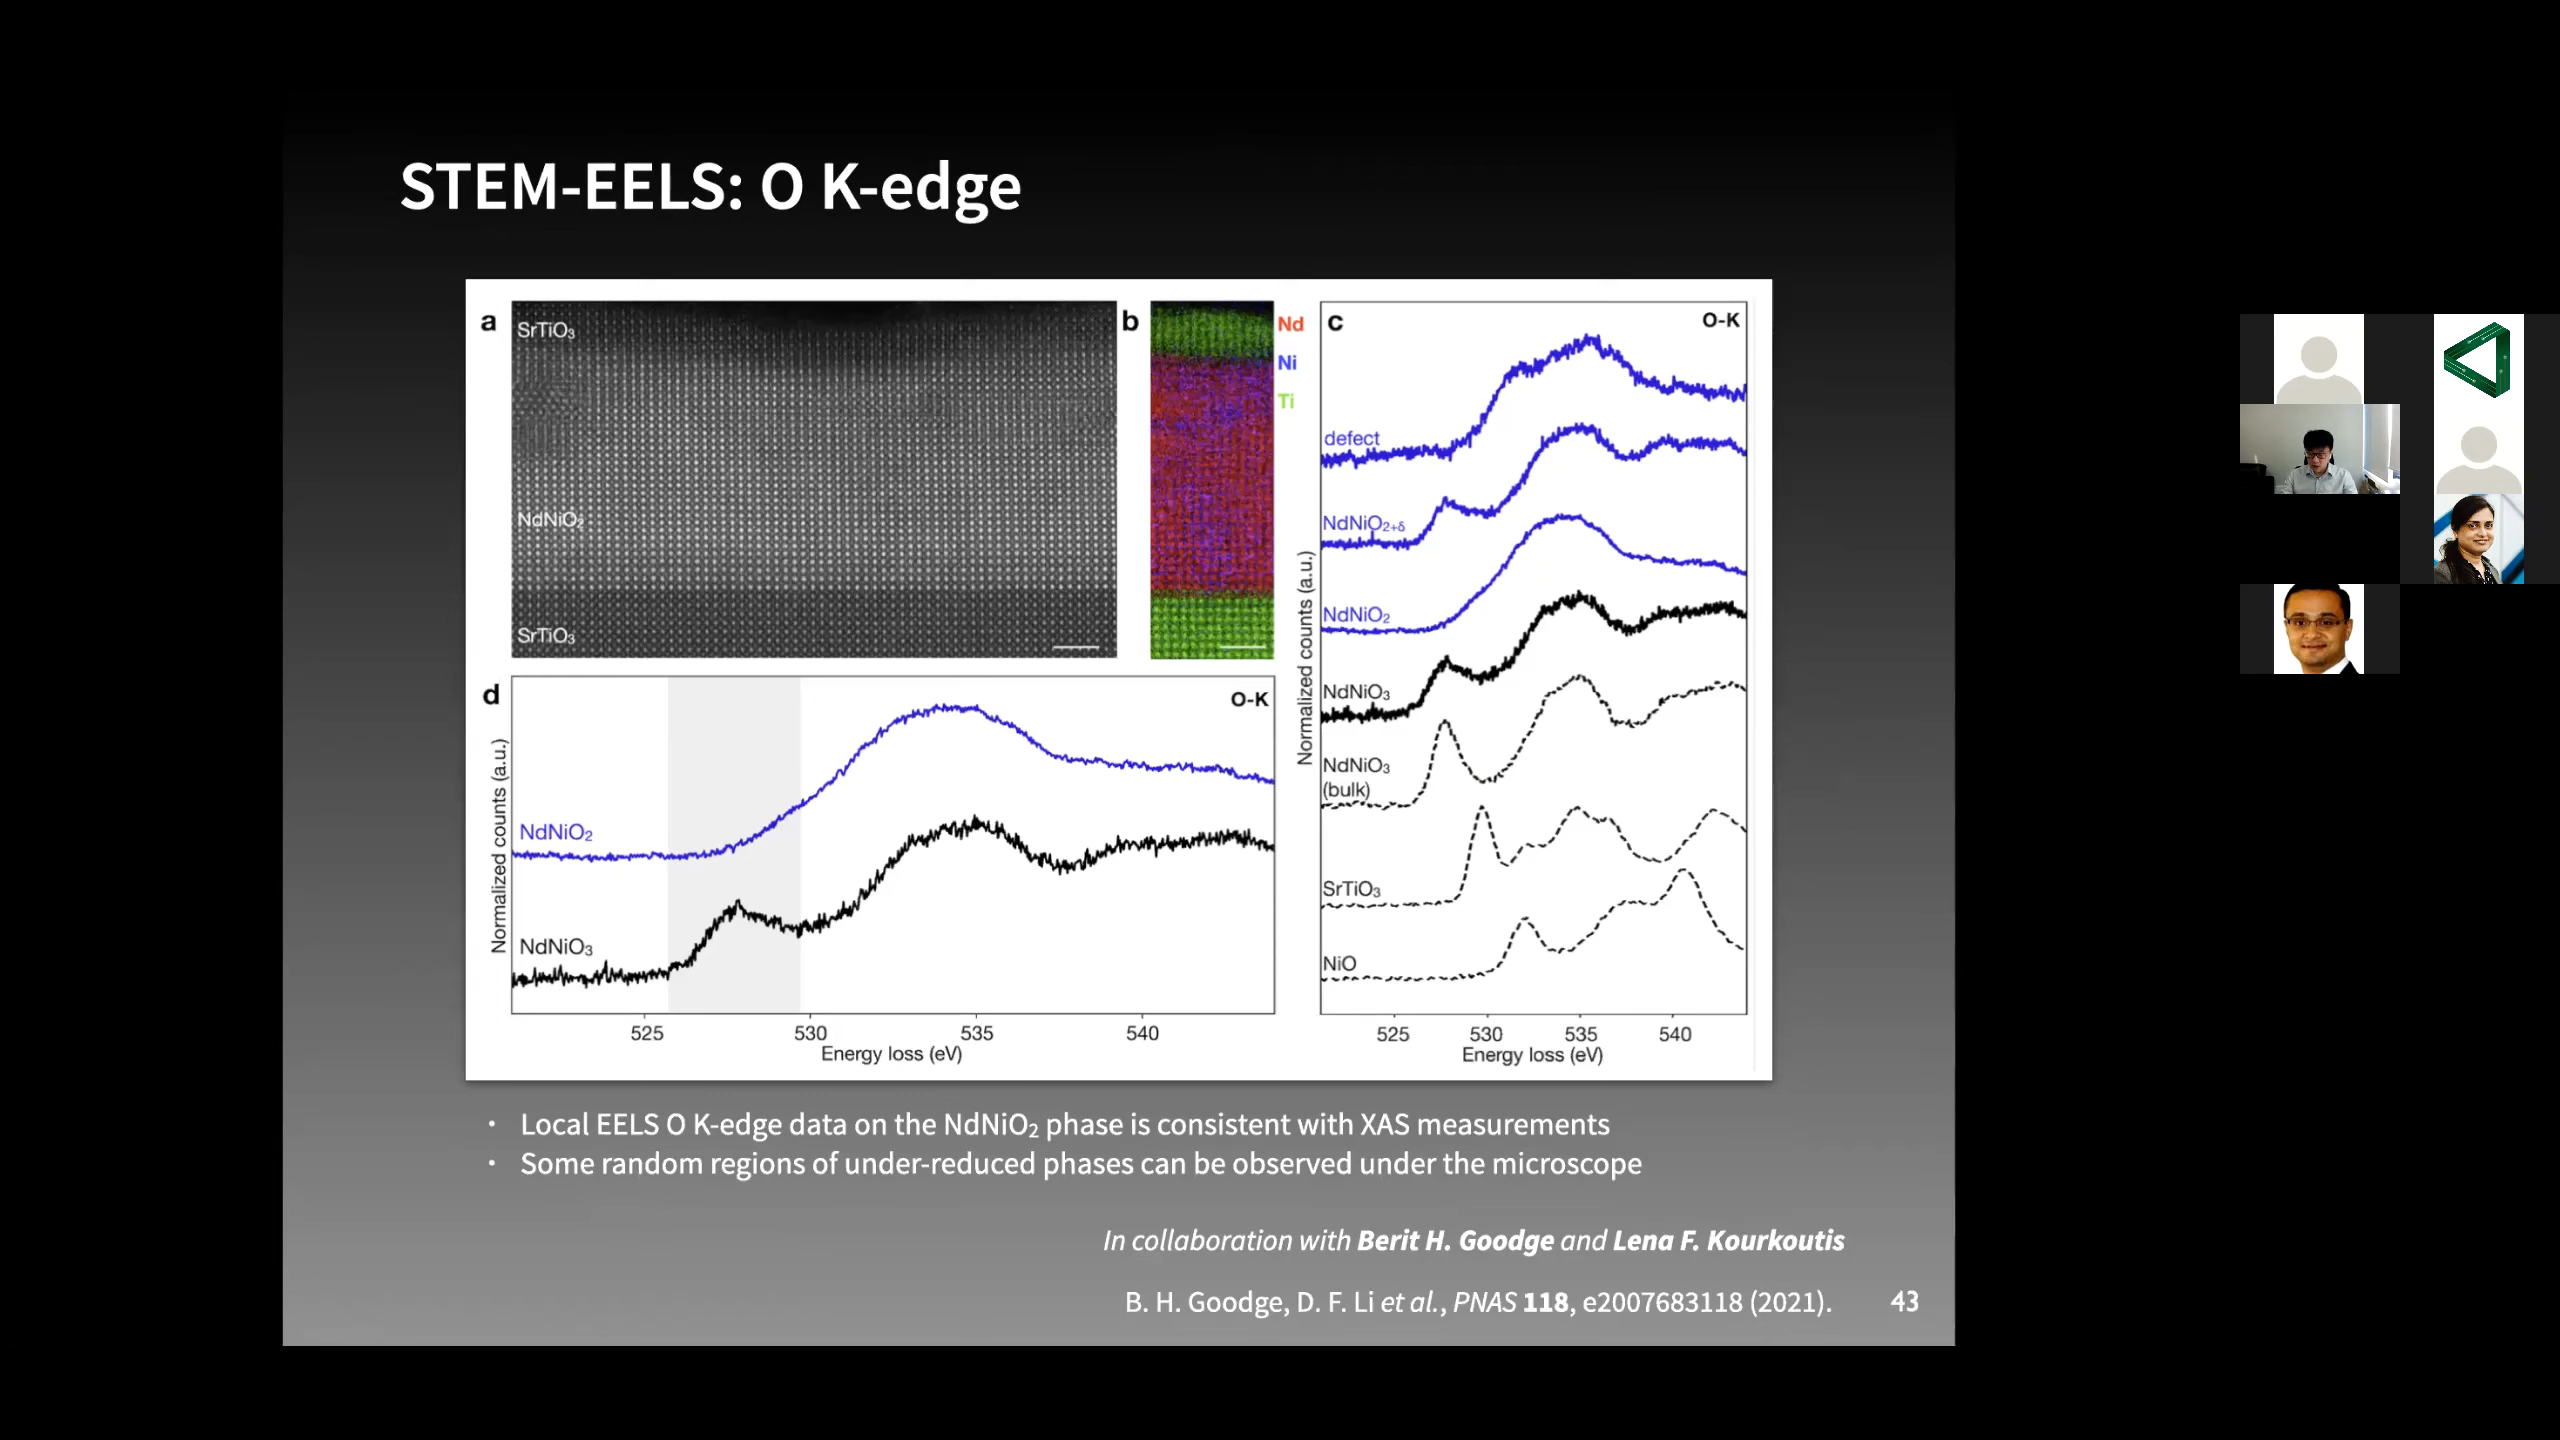 STEM-EELS: O K-edge
a
SrTiO₃
NdNiO₂
SrTiO₃
b
Nd
Ni
Ti
c
O-K
defect
NdNiO₂₊δ
NdNiO₂
NdNiO₃
NdNiO₃
(bulk)
SrTiO₃
NiO
Normalized counts (a.u.)
525 530 535 540
Energy loss (eV)
d
O-K
NdNiO₂
NdNiO₃
Normalized counts (a.u.)
525 530 535 540
Energy loss (eV)
· Local EELS O K-edge data on the NdNiO₂ phase is consistent with XAS measurements
· Some random regions of under-reduced phases can be observed under the microscope
In collaboration with Berit H. Goodge and Lena F. Kourkoutis
B. H. Goodge, D. F. Li et al., PNAS 118, e2007683118 (2021). 43